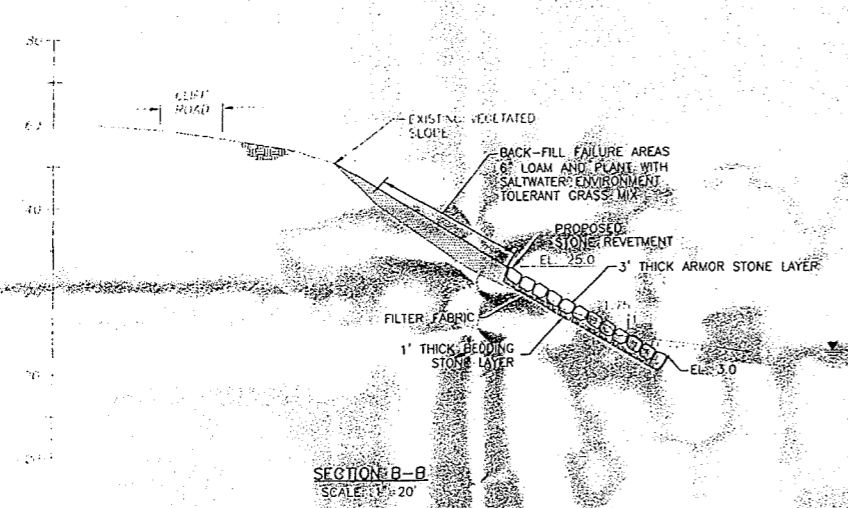 80
CLIFF
ROAD
EXISTING VEGETATED
SLOPE
BACK-FILL FAILURE AREAS
6" LOAM AND PLANT WITH
SALTWATER ENVIRONMENT
TOLERANT GRASS MIX
40
PROPOSED
STONE REVETMENT
EL. 25.0
3' THICK ARMOR STONE LAYER
1.75
1
FILTER FABRIC
1' THICK BEDDING
STONE LAYER
EL. 3.0
SECTION B-B
SCALE: 1"=20'